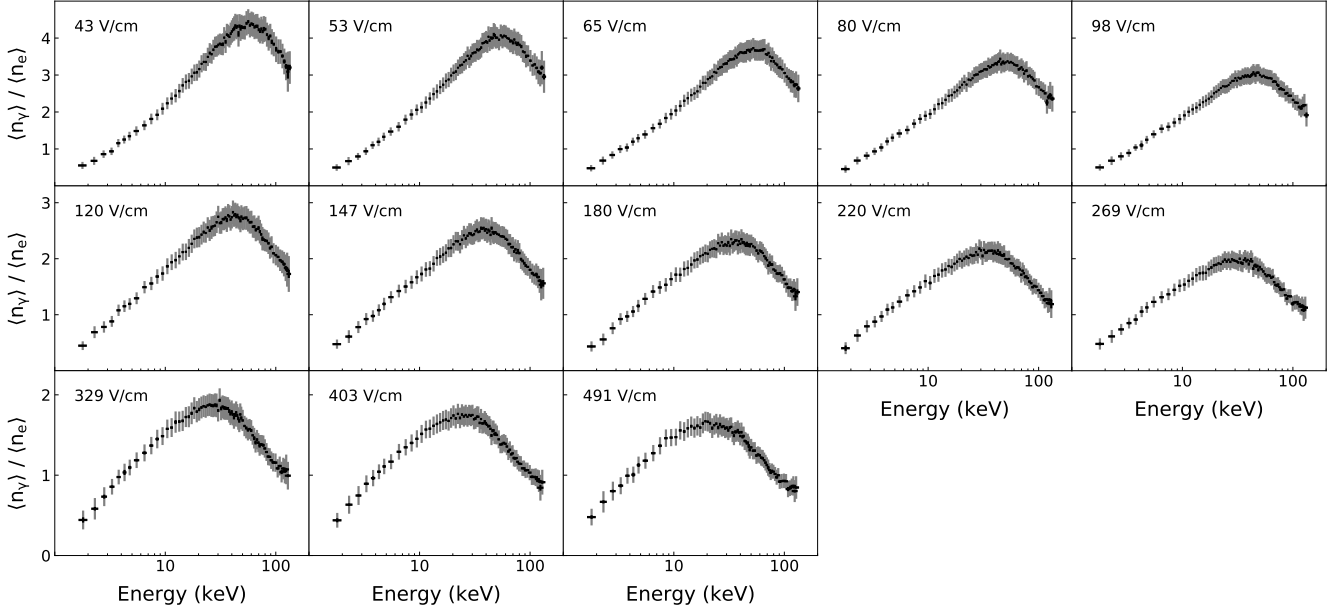 43 V/cm 53 V/cm 65 V/cm 80 V/cm 98 V/cm
4
3
2
1
⟨nγ⟩ / ⟨ne⟩
120 V/cm 147 V/cm 180 V/cm 220 V/cm 269 V/cm
3
2
1
⟨nγ⟩ / ⟨ne⟩
10 100 10 100
Energy (keV) Energy (keV)
329 V/cm 403 V/cm 491 V/cm
2
1
0
⟨nγ⟩ / ⟨ne⟩
10 100 10 100 10 100
Energy (keV) Energy (keV) Energy (keV)